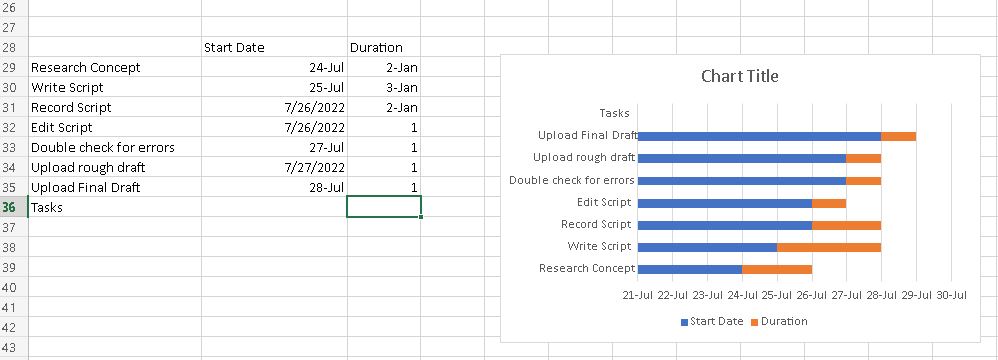 26
27
28 Start Date Duration
29 Research Concept 24-Jul 2-Jan
30 Write Script 25-Jul 3-Jan
31 Record Script 7/26/2022 2-Jan
32 Edit Script 7/26/2022 1
33 Double check for errors 27-Jul 1
34 Upload rough draft 7/27/2022 1
35 Upload Final Draft 28-Jul 1
36 Tasks
37
38
39
40
41
42
43
Chart Title
Tasks
Upload Final Draft
Upload rough draft
Double check for errors
Edit Script
Record Script
Write Script
Research Concept
21-Jul 22-Jul 23-Jul 24-Jul 25-Jul 26-Jul 27-Jul 28-Jul 29-Jul 30-Jul
Start Date Duration